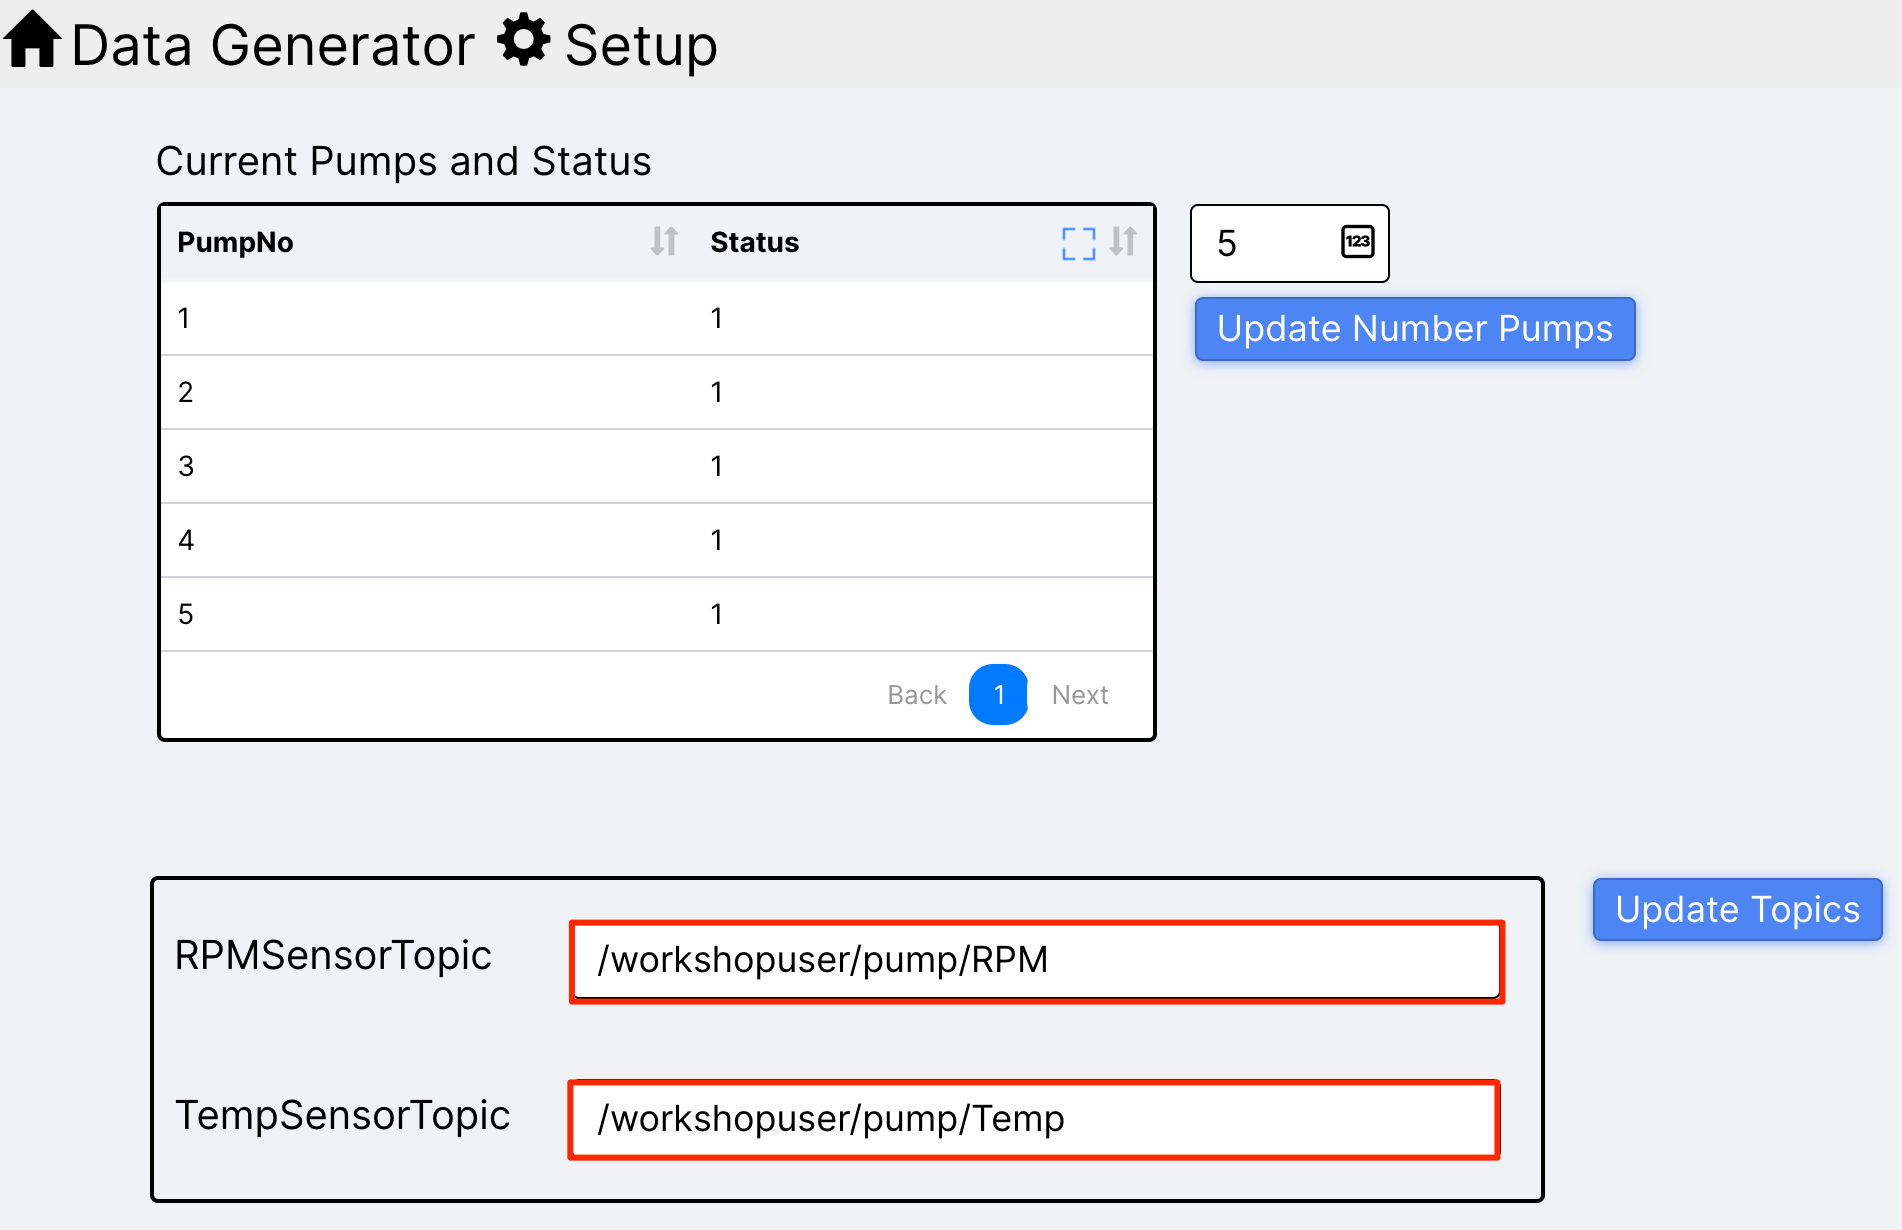 Data Generator Setup
Current Pumps and Status
PumpNo Status
1 1
2 1
3 1
4 1
5 1
Back 1 Next
5 123
Update Number Pumps
RPMSensorTopic /workshopuser/pump/RPM
TempSensorTopic /workshopuser/pump/Temp
Update Topics